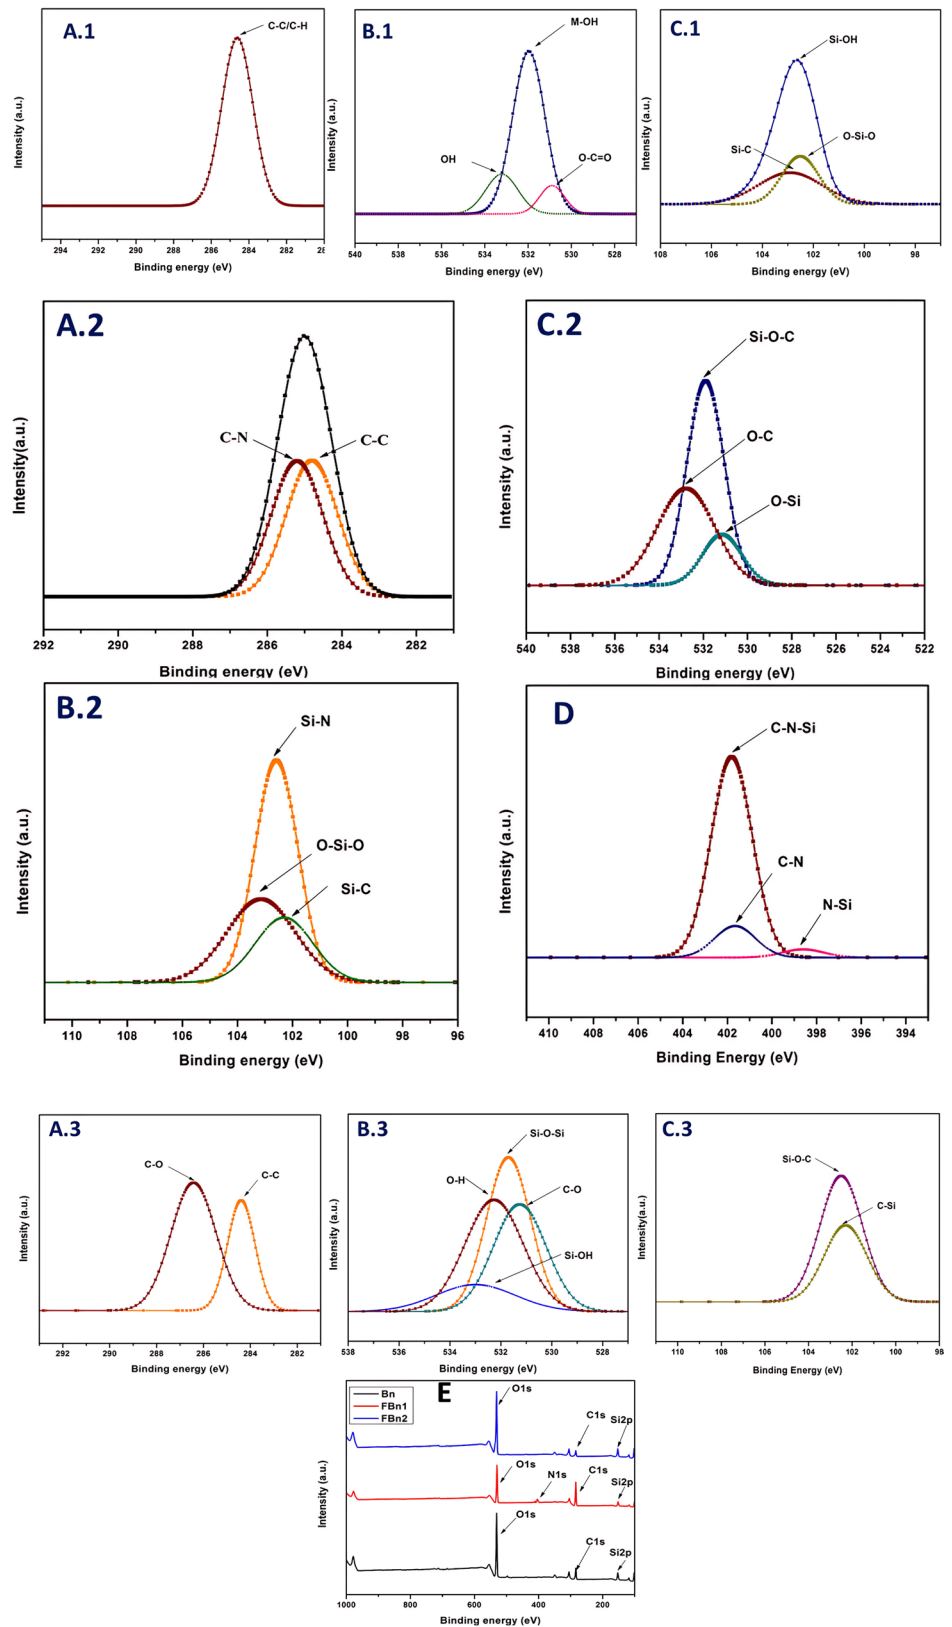 A.1
C-C/C-H
Intensity (a.u.)
294 292 290 288 286 284 282 28
Binding energy (eV)
B.1
M-OH
OH
O-C=O
Intensity (a.u.)
540 538 536 534 532 530 528
Binding energy (eV)
C.1
Si-OH
O-Si-O
Si-C
Intensity (a.u.)
108 106 104 102 100 98
Binding energy (eV)
A.2
C-N
C-C
Intensity(a.u.)
292 290 288 286 284 282
Binding energy (eV)
C.2
Si-O-C
O-C
O-Si
Intensity (a.u.)
540 538 536 534 532 530 528 526 524 522
Binding energy (eV)
B.2
Si-N
O-Si-O
Si-C
Intensity (a.u.)
110 108 106 104 102 100 98 96
Binding energy (eV)
D
C-N-Si
C-N
N-Si
Intensity (a.u.)
410 408 406 404 402 400 398 396 394
Binding Energy (eV)
A.3
C-O
C-C
Intensity (a.u.)
292 290 288 286 284 282
Binding energy (eV)
B.3
Si-O-Si
O-H
C-O
Si-OH
Intensity (a.u.)
538 536 534 532 530 528
Binding energy (eV)
C.3
Si-O-C
C-Si
Intensity(a.u.)
110 108 106 104 102 100 98
Binding Energy (eV)
E
Bn
FBn1
FBn2
O1s
C1s
Si2p
O1s
N1s
C1s
Si2p
O1s
C1s
Si2p
Intensity (a.u.)
1000 800 600 400 200
Binding energy (eV)